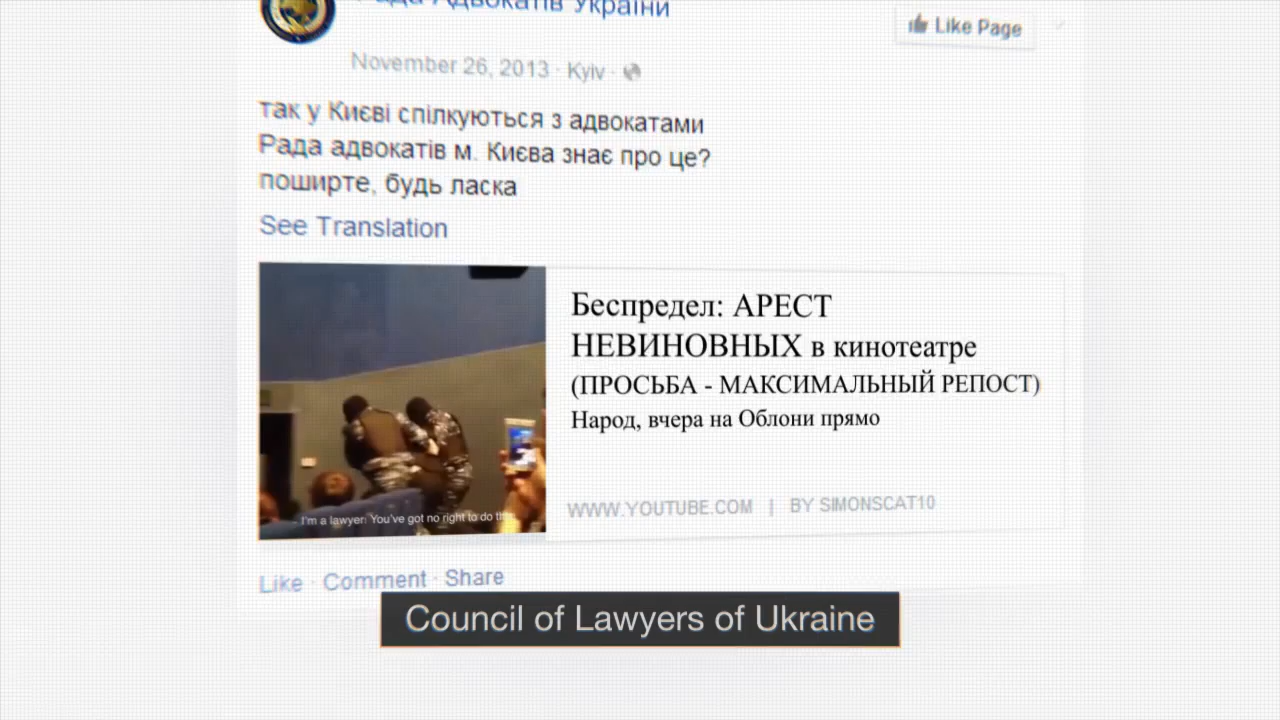 Рада Адвокатів України
Like Page
November 26, 2013 · Kyiv ·
так у Києві спілкуються з адвокатами
Рада адвокатів м. Києва знає про це?
поширте, будь ласка
See Translation
Беспредел: АРЕСТ
НЕВИНОВНЫХ в кинотеатре
(ПРОСЬБА - МАКСИМАЛЬНЫЙ РЕПОСТ)
Народ, вчера на Облони прямо
- I'm a lawyer. You've got no right to do
WWW.YOUTUBE.COM | BY SIMONSCAT10
Like · Comment · Share
Council of Lawyers of Ukraine